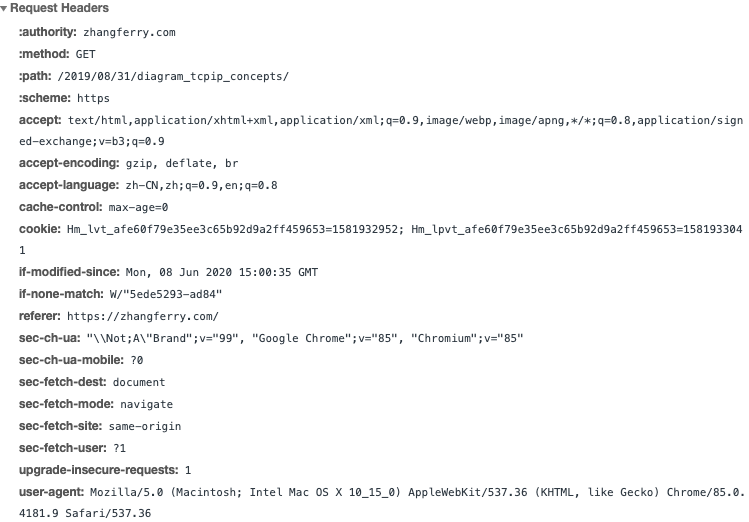 Request Headers
:authority: zhangferry.com
:method: GET
:path: /2019/08/31/diagram_tcpip_concepts/
:scheme: https
accept: text/html,application/xhtml+xml,application/xml;q=0.9,image/webp,image/apng,*/*;q=0.8,application/sign
ed-exchange;v=b3;q=0.9
accept-encoding: gzip, deflate, br
accept-language: zh-CN,zh;q=0.9,en;q=0.8
cache-control: max-age=0
cookie: Hm_lvt_afe60f79e35ee3c65b92d9a2ff459653=1581932952; Hm_lpvt_afe60f79e35ee3c65b92d9a2ff459653=158193304
1
if-modified-since: Mon, 08 Jun 2020 15:00:35 GMT
if-none-match: W/"5ede5293-ad84"
referer: https://zhangferry.com/
sec-ch-ua: "\\Not;A\"Brand";v="99", "Google Chrome";v="85", "Chromium";v="85"
sec-ch-ua-mobile: ?0
sec-fetch-dest: document
sec-fetch-mode: navigate
sec-fetch-site: same-origin
sec-fetch-user: ?1
upgrade-insecure-requests: 1
user-agent: Mozilla/5.0 (Macintosh; Intel Mac OS X 10_15_0) AppleWebKit/537.36 (KHTML, like Gecko) Chrome/85.0.
4181.9 Safari/537.36